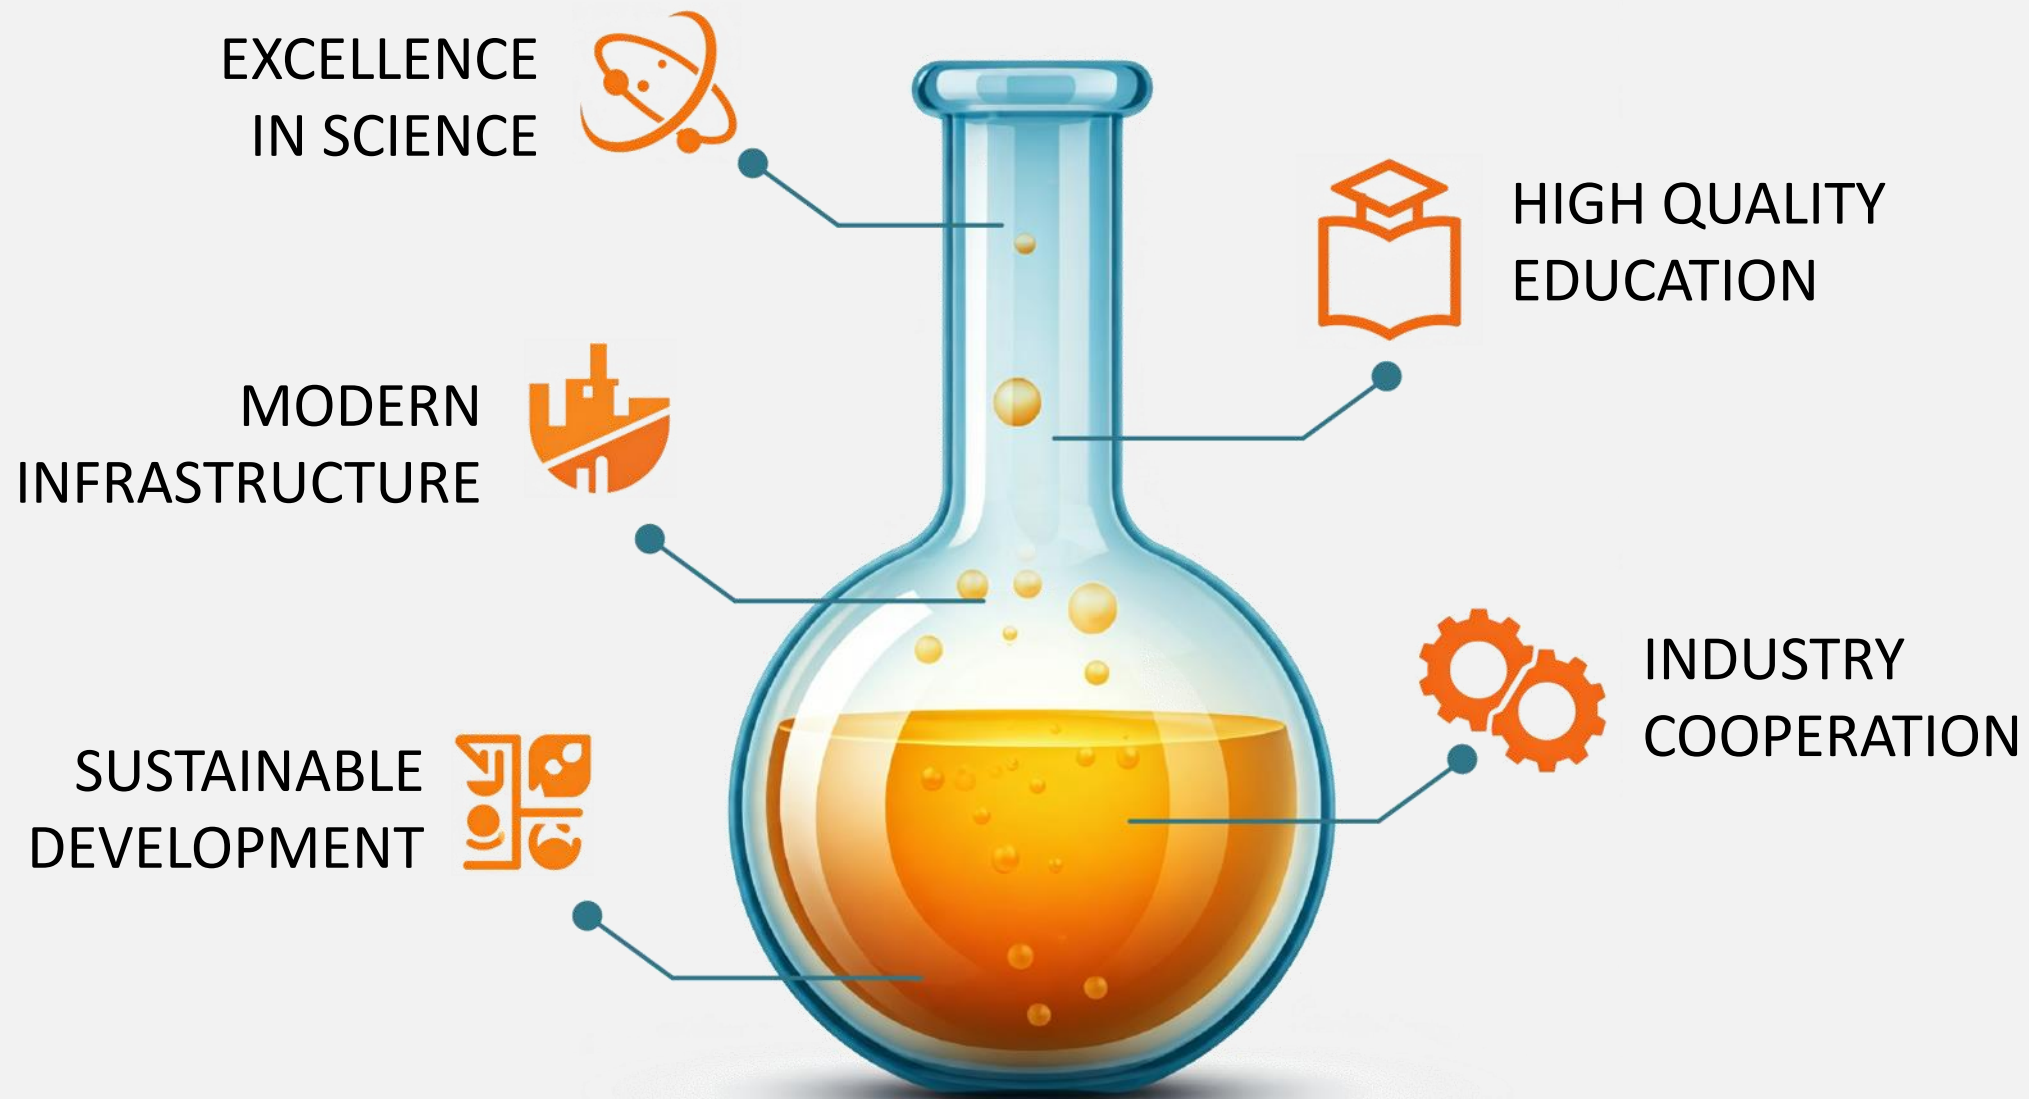 EXCELLENCE
IN SCIENCE
HIGH QUALITY
EDUCATION
MODERN
INFRASTRUCTURE
INDUSTRY
COOPERATION
SUSTAINABLE
DEVELOPMENT